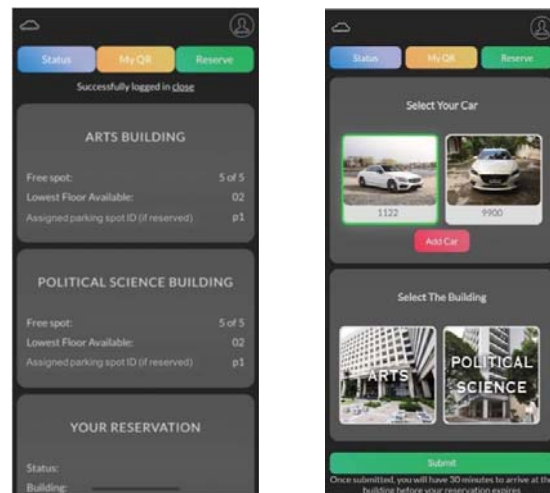 Status My QR Reserve
Successfully logged in close
ARTS BUILDING
Free spot: 5 of 5
Lowest Floor Available: 02
Assigned parking spot ID (if reserved) p1
POLITICAL SCIENCE BUILDING
Free spot: 5 of 5
Lowest Floor Available: 02
Assigned parking spot ID (if reserved) p1
YOUR RESERVATION
Status:
Building:
Status My QR Reserve
Select Your Car
1122 9900
Add Car
Select The Building
ARTS
POLITICAL
SCIENCE
Submit
Once submitted, you will have 30 minutes to arrive at the
building before your reservation expires